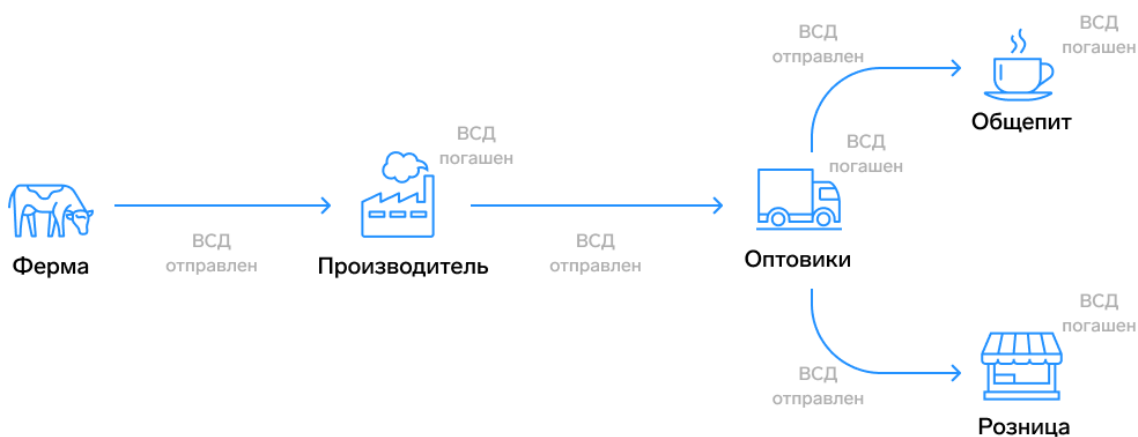 ВСД
отправлен
ВСД
погашен
Общепит
ВСД
погашен
ВСД
погашен
Ферма
ВСД
отправлен
Производитель
ВСД
отправлен
Оптовики
ВСД
погашен
ВСД
отправлен
Розница